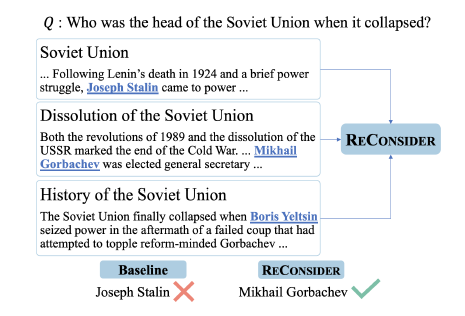 Q : Who was the head of the Soviet Union when it collapsed?
Soviet Union
... Following Lenin's death in 1924 and a brief power
struggle, Joseph Stalin came to power ...
Dissolution of the Soviet Union
Both the revolutions of 1989 and the dissolution of the
USSR marked the end of the Cold War. ... Mikhail
Gorbachev was elected general secretary ...
RECONSIDER
History of the Soviet Union
The Soviet Union finally collapsed when Boris Yeltsin
seized power in the aftermath of a failed coup that had
attempted to topple reform-minded Gorbachev ...
Baseline
RECONSIDER
Joseph Stalin
Mikhail Gorbachev